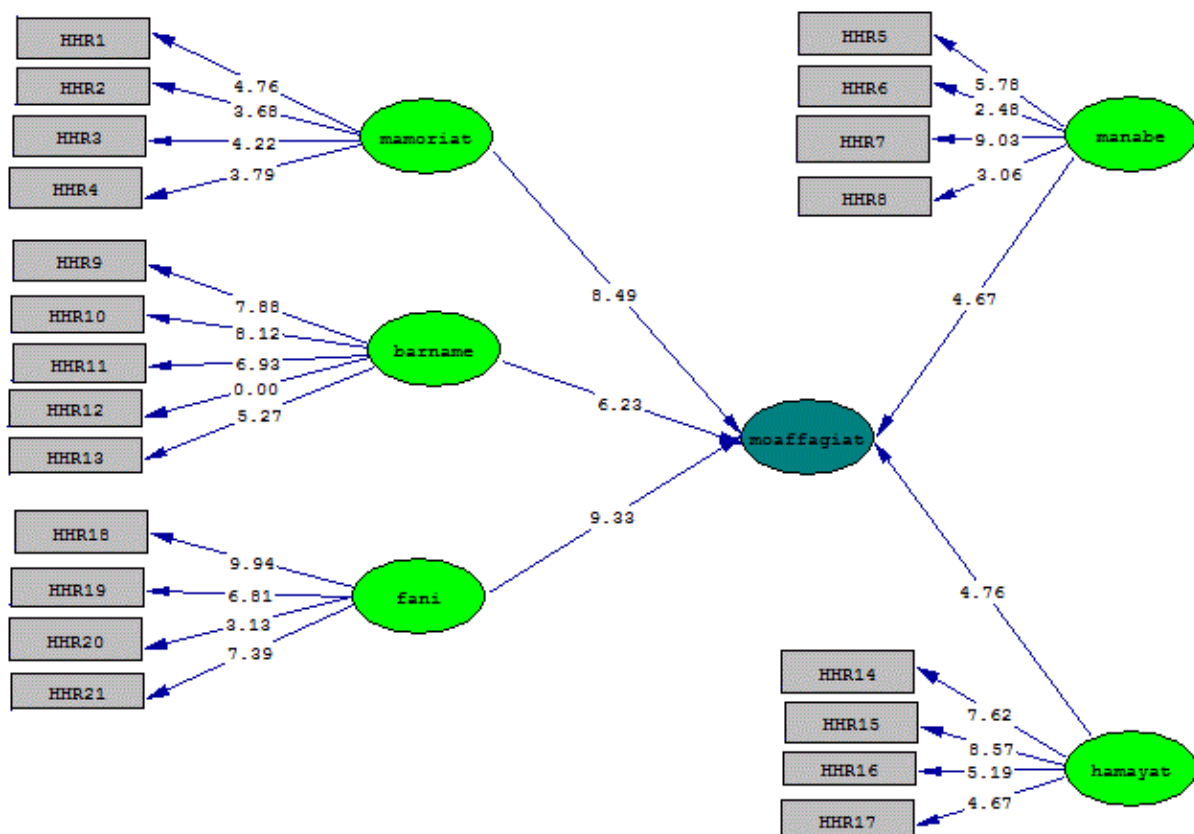 HHR1
HHR2
HHR3
HHR4
4.76
3.68
4.22
3.79
mamoriat
HHR5
HHR6
HHR7
HHR8
5.78
2.48
9.03
3.06
manabe
8.49
4.67
HHR9
HHR10
HHR11
HHR12
HHR13
7.88
8.12
6.93
0.00
5.27
barname
6.23
moaffagiat
HHR18
HHR19
HHR20
HHR21
9.94
6.81
3.13
7.39
fani
9.33
4.76
HHR14
HHR15
HHR16
HHR17
7.62
8.57
5.19
4.67
hamayat